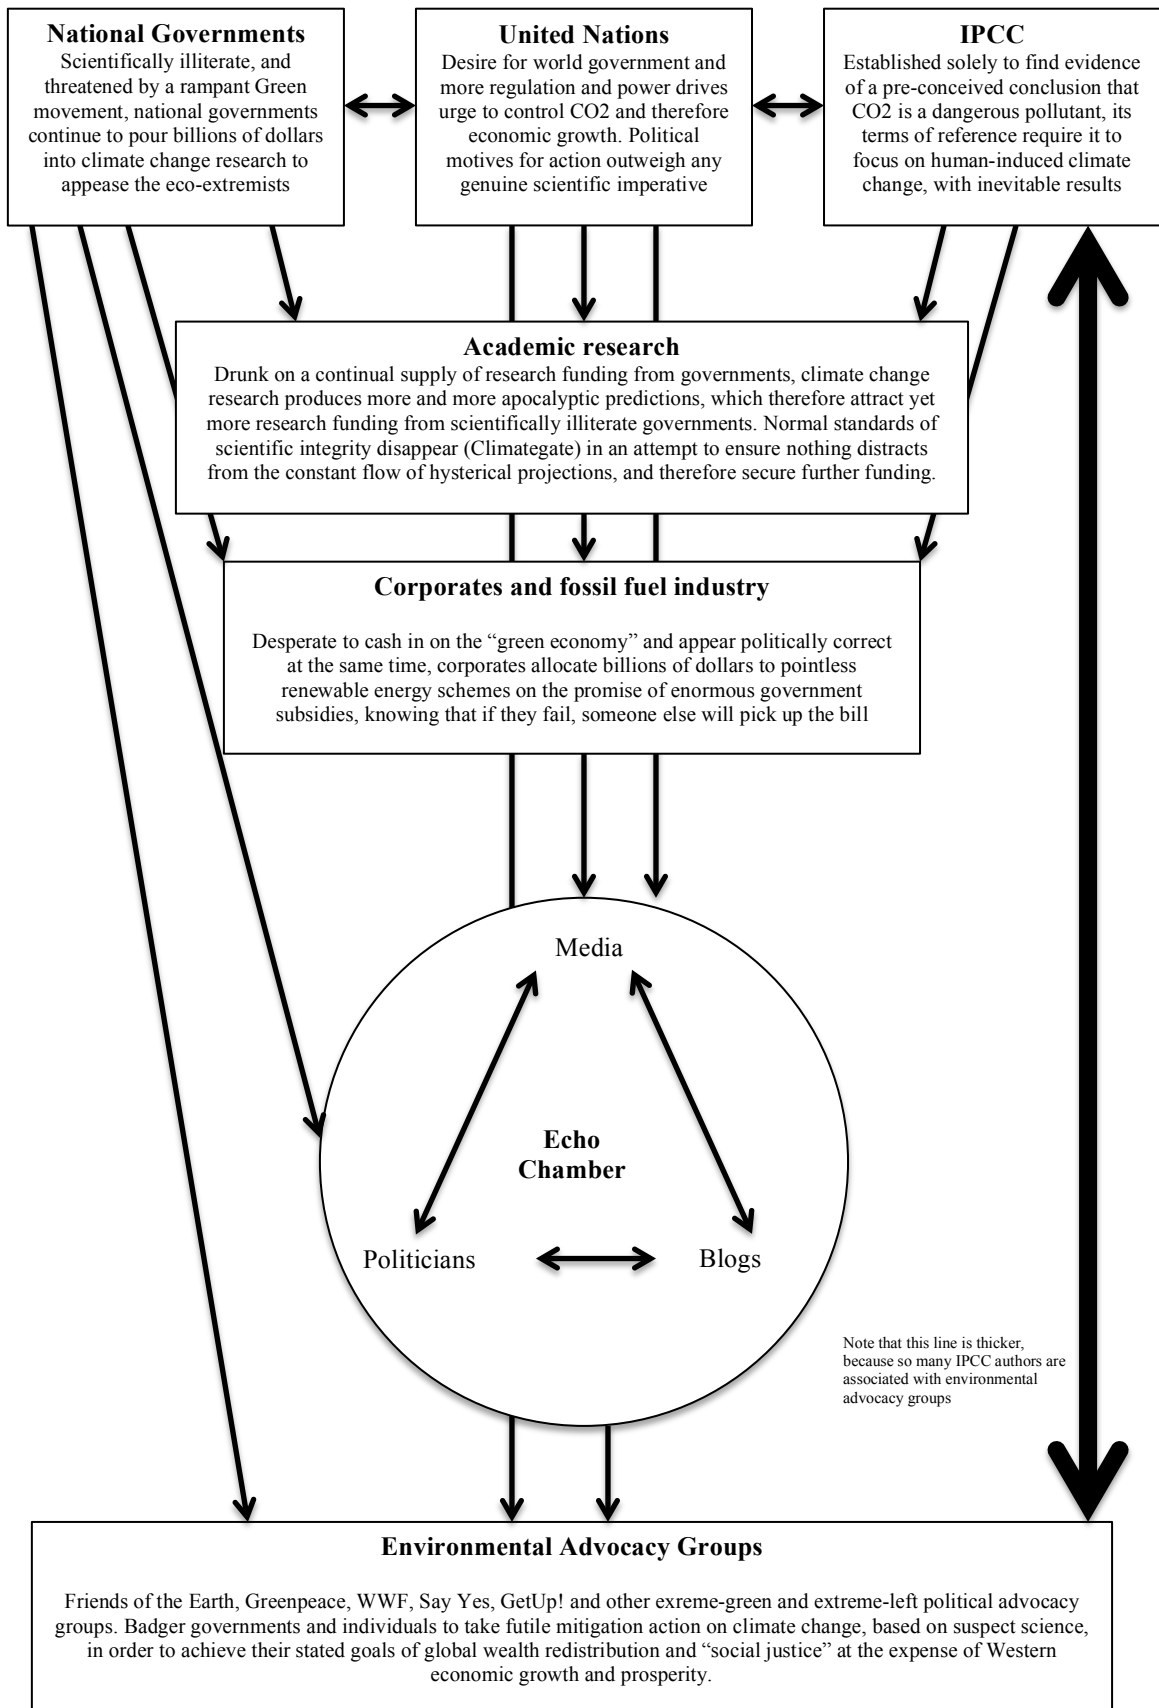 National Governments
Scientifically illiterate, and
threatened by a rampant Green
movement, national governments
continue to pour billions of dollars
into climate change research to
appease the eco-extremists
United Nations
Desire for world government and
more regulation and power drives
urge to control CO2 and therefore
economic growth. Political
motives for action outweigh any
genuine scientific imperative
IPCC
Established solely to find evidence
of a pre-conceived conclusion that
CO2 is a dangerous pollutant, its
terms of reference require it to
focus on human-induced climate
change, with inevitable results
Academic research
Drunk on a continual supply of research funding from governments, climate change
research produces more and more apocalyptic predictions, which therefore attract yet
more research funding from scientifically illiterate governments. Normal standards of
scientific integrity disappear (Climategate) in an attempt to ensure nothing distracts
from the constant flow of hysterical projections, and therefore secure further funding.
Corporates and fossil fuel industry
Desperate to cash in on the “green economy” and appear politically correct
at the same time, corporates allocate billions of dollars to pointless
renewable energy schemes on the promise of enormous government
subsidies, knowing that if they fail, someone else will pick up the bill
Media
Echo
Chamber
Politicians
Blogs
Note that this line is thicker,
because so many IPCC authors are
associated with environmental
advocacy groups
Environmental Advocacy Groups
Friends of the Earth, Greenpeace, WWF, Say Yes, GetUp! and other exreme-green and extreme-left political advocacy
groups. Badger governments and individuals to take futile mitigation action on climate change, based on suspect science,
in order to achieve their stated goals of global wealth redistribution and “social justice” at the expense of Western
economic growth and prosperity.